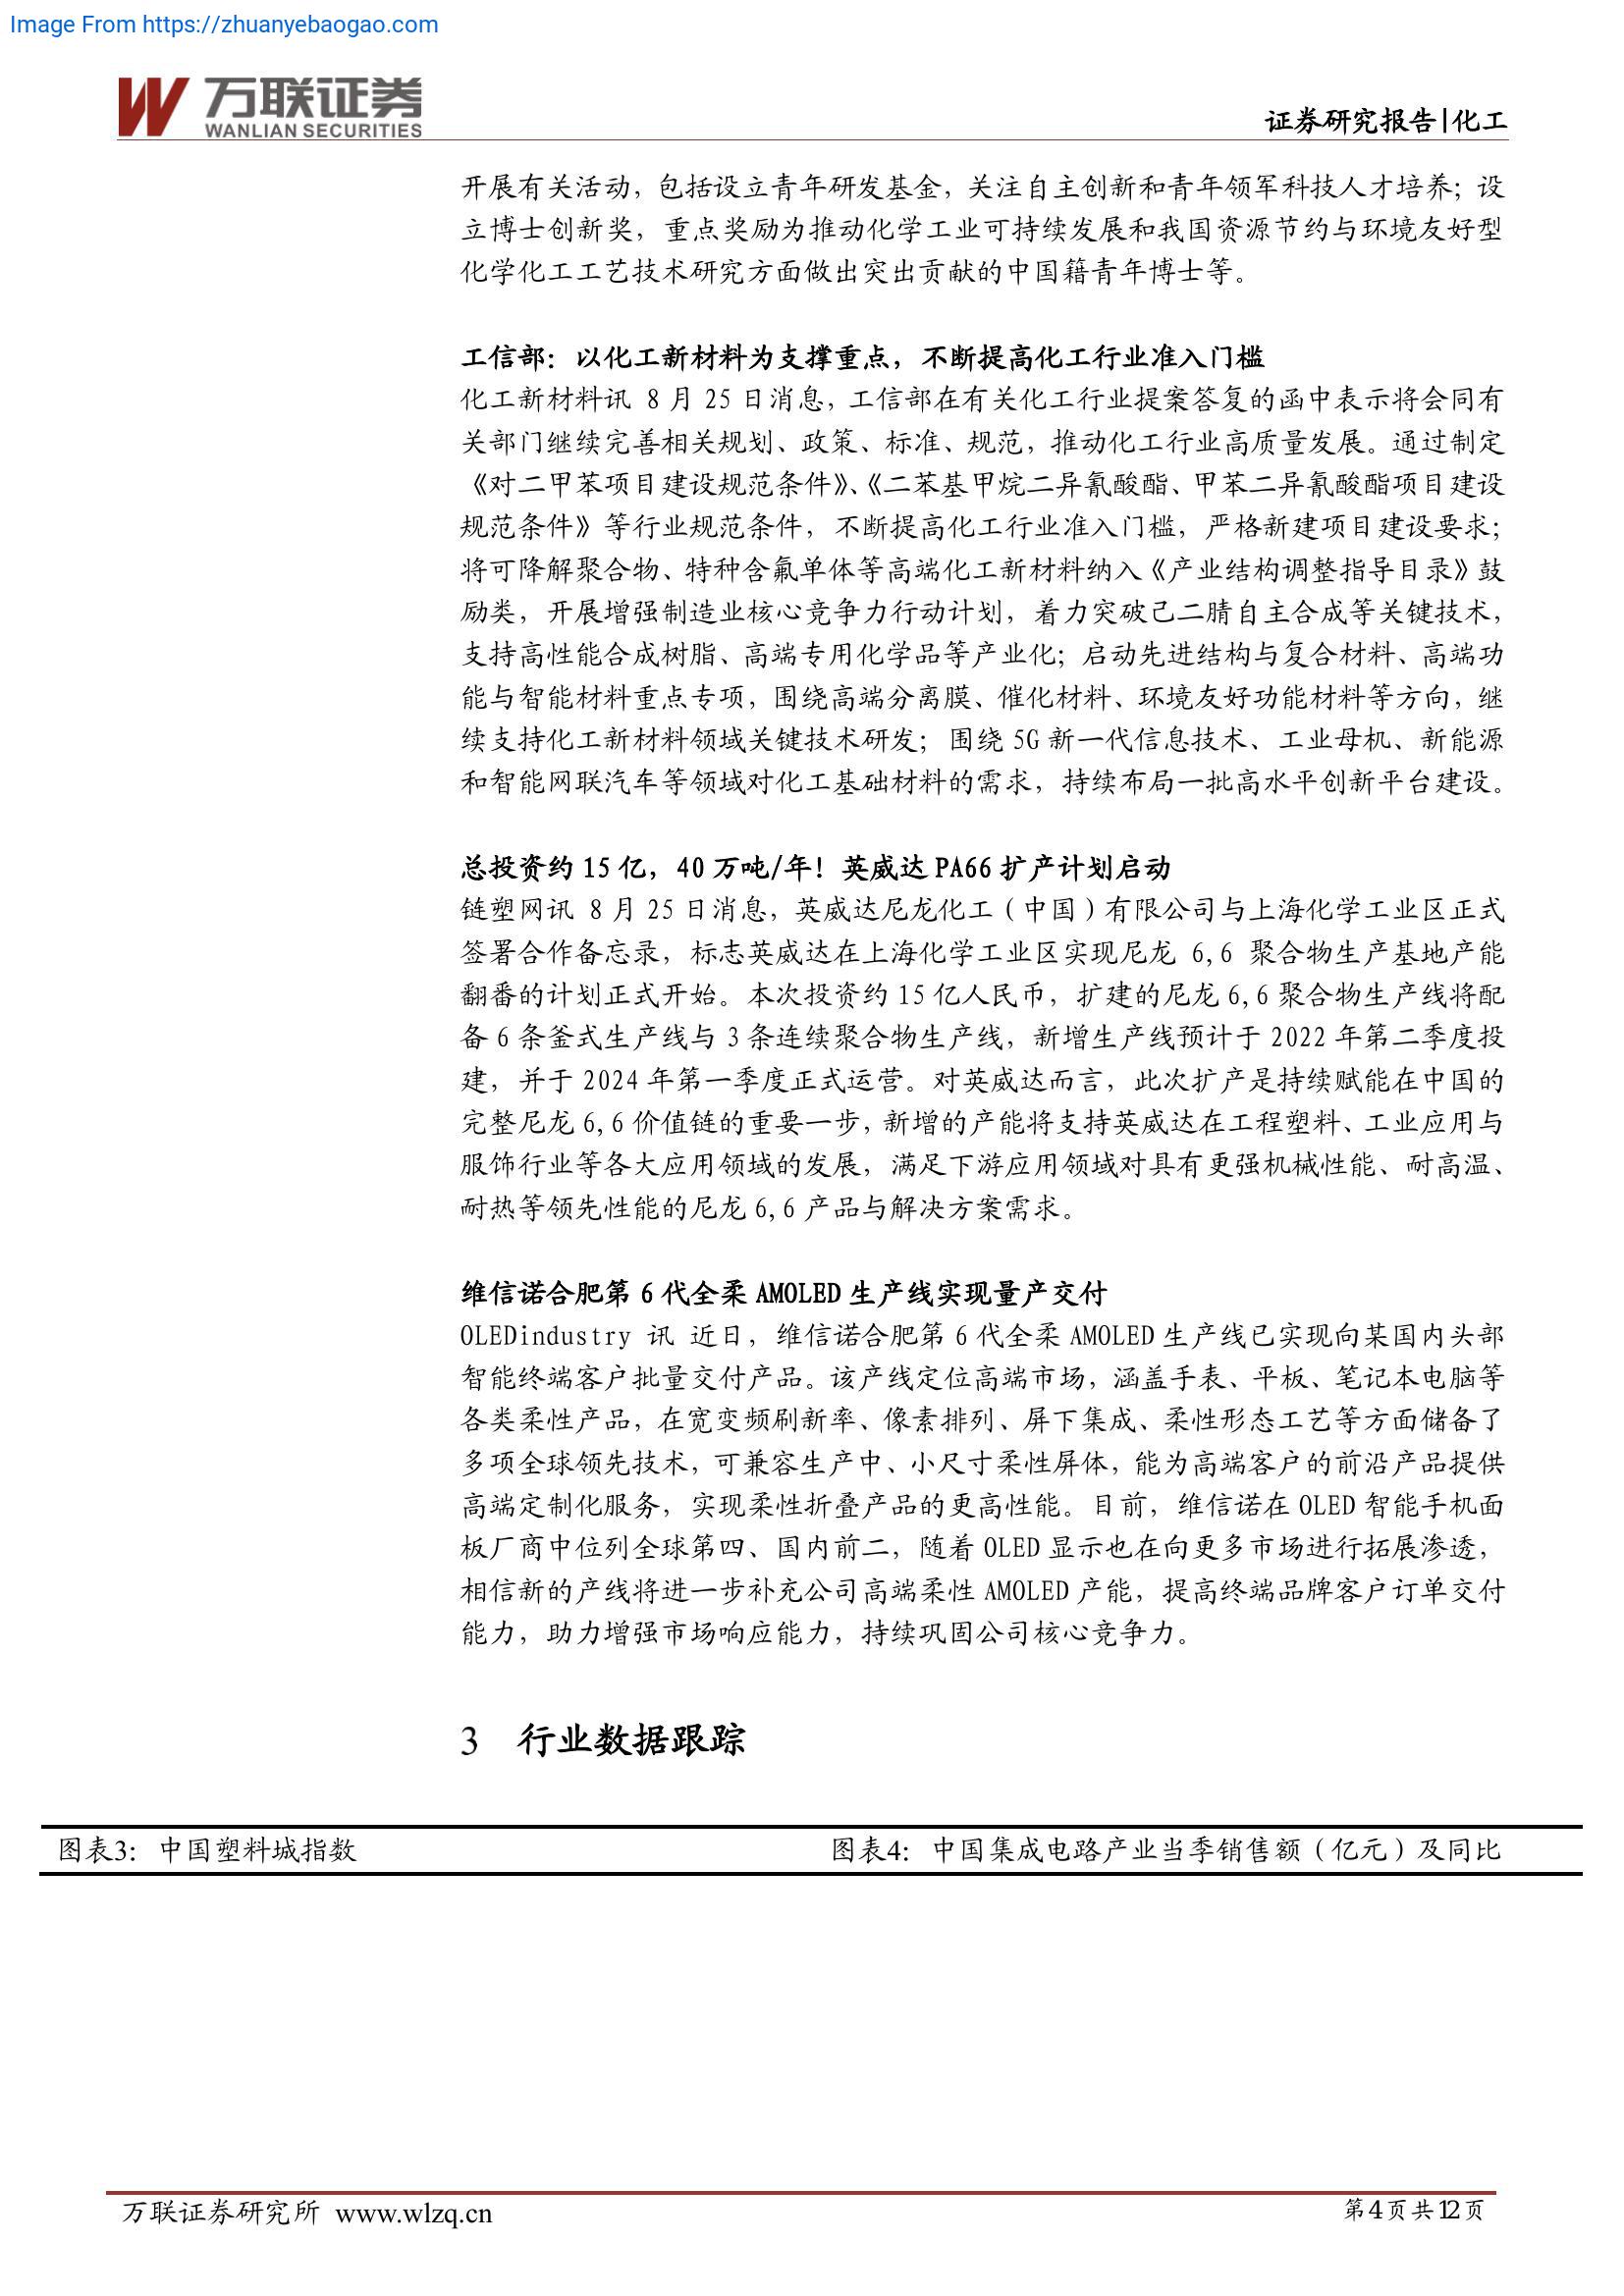 Image From https://zhuanyebaogao.com
万联证券
WANLIAN SECURITIES
证券研究报告|化工
开展有关活动，包括设立青年研发基金，关注自主创新和青年领军科技人才培养；设
立博士创新奖，重点奖励为推动化学工业可持续发展和我国资源节约与环境友好型
化学化工工艺技术研究方面做出突出贡献的中国籍青年博士等。
工信部：以化工新材料为支撑重点，不断提高化工行业准入门槛
化工新材料讯 8 月 25 日消息，工信部在有关化工行业提案答复的函中表示将会同有
关部门继续完善相关规划、政策、标准、规范，推动化工行业高质量发展。通过制定
《对二甲苯项目建设规范条件》、《二苯基甲烷二异氰酸酯、甲苯二异氰酸酯项目建设
规范条件》等行业规范条件，不断提高化工行业准入门槛，严格新建项目建设要求；
将可降解聚合物、特种含氟单体等高端化工新材料纳入《产业结构调整指导目录》鼓
励类，开展增强制造业核心竞争力行动计划，着力突破己二腈自主合成等关键技术，
支持高性能合成树脂、高端专用化学品等产业化；启动先进结构与复合材料、高端功
能与智能材料重点专项，围绕高端分离膜、催化材料、环境友好功能材料等方向，继
续支持化工新材料领域关键技术研发；围绕 5G 新一代信息技术、工业母机、新能源
和智能网联汽车等领域对化工基础材料的需求，持续布局一批高水平创新平台建设。
总投资约 15 亿，40 万吨/年！英威达 PA66 扩产计划启动
链塑网讯 8 月 25 日消息，英威达尼龙化工（中国）有限公司与上海化学工业区正式
签署合作备忘录，标志英威达在上海化学工业区实现尼龙 6,6 聚合物生产基地产能
翻番的计划正式开始。本次投资约 15 亿人民币，扩建的尼龙 6,6 聚合物生产线将配
备 6 条釜式生产线与 3 条连续聚合物生产线，新增生产线预计于 2022 年第二季度投
建，并于 2024 年第一季度正式运营。对英威达而言，此次扩产是持续赋能在中国的
完整尼龙 6,6 价值链的重要一步，新增的产能将支持英威达在工程塑料、工业应用与
服饰行业等各大应用领域的发展，满足下游应用领域对具有更强机械性能、耐高温、
耐热等领先性能的尼龙 6,6 产品与解决方案需求。
维信诺合肥第 6 代全柔 AMOLED 生产线实现量产交付
OLEDindustry 讯 近日，维信诺合肥第 6 代全柔 AMOLED 生产线已实现向某国内头部
智能终端客户批量交付产品。该产线定位高端市场，涵盖手表、平板、笔记本电脑等
各类柔性产品，在宽变频刷新率、像素排列、屏下集成、柔性形态工艺等方面储备了
多项全球领先技术，可兼容生产中、小尺寸柔性屏体，能为高端客户的前沿产品提供
高端定制化服务，实现柔性折叠产品的更高性能。目前，维信诺在 OLED 智能手机面
板厂商中位列全球第四、国内前二，随着 OLED 显示也在向更多市场进行拓展渗透，
相信新的产线将进一步补充公司高端柔性 AMOLED 产能，提高终端品牌客户订单交付
能力，助力增强市场响应能力，持续巩固公司核心竞争力。
3 行业数据跟踪
图表3：中国塑料城指数
图表4：中国集成电路产业当季销售额（亿元）及同比
万联证券研究所 www.wlzq.cn
第4页共12页